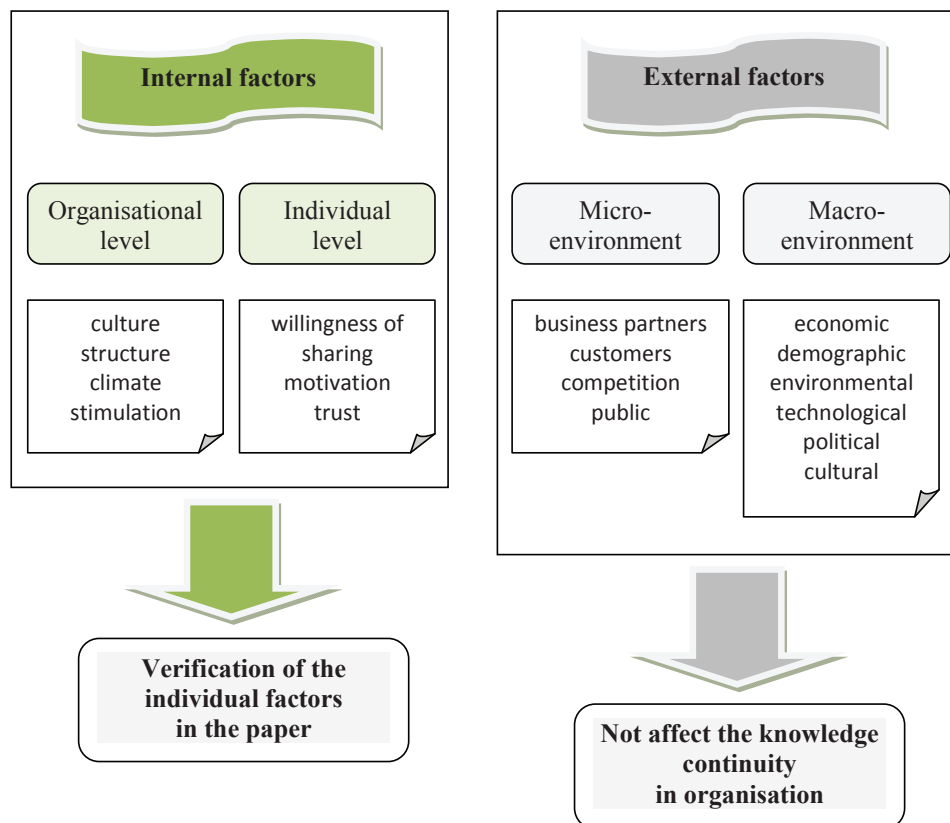 Internal factors
Organisational
level
Individual
level
culture
structure
climate
stimulation
willingness of
sharing
motivation
trust
Verification of the
individual factors
in the paper
External factors
Micro-
environment
Macro-
environment
business partners
customers
competition
public
economic
demographic
environmental
technological
political
cultural
Not affect the knowledge
continuity
in organisation